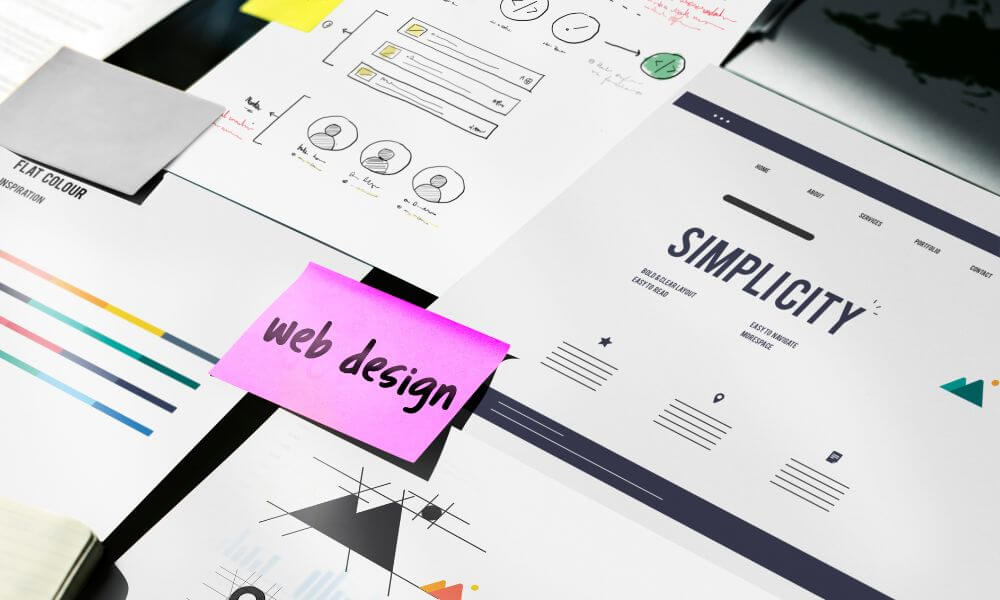 FLAT COLOUR
INSPIRATION
web design
HOME
ABOUT
SERVICES
PORTFOLIO
CONTACT
SIMPLICITY
BOLD & CLEAR LAYOUT
EASY TO READ
EASY TO NAVIGATE
MORESPACE